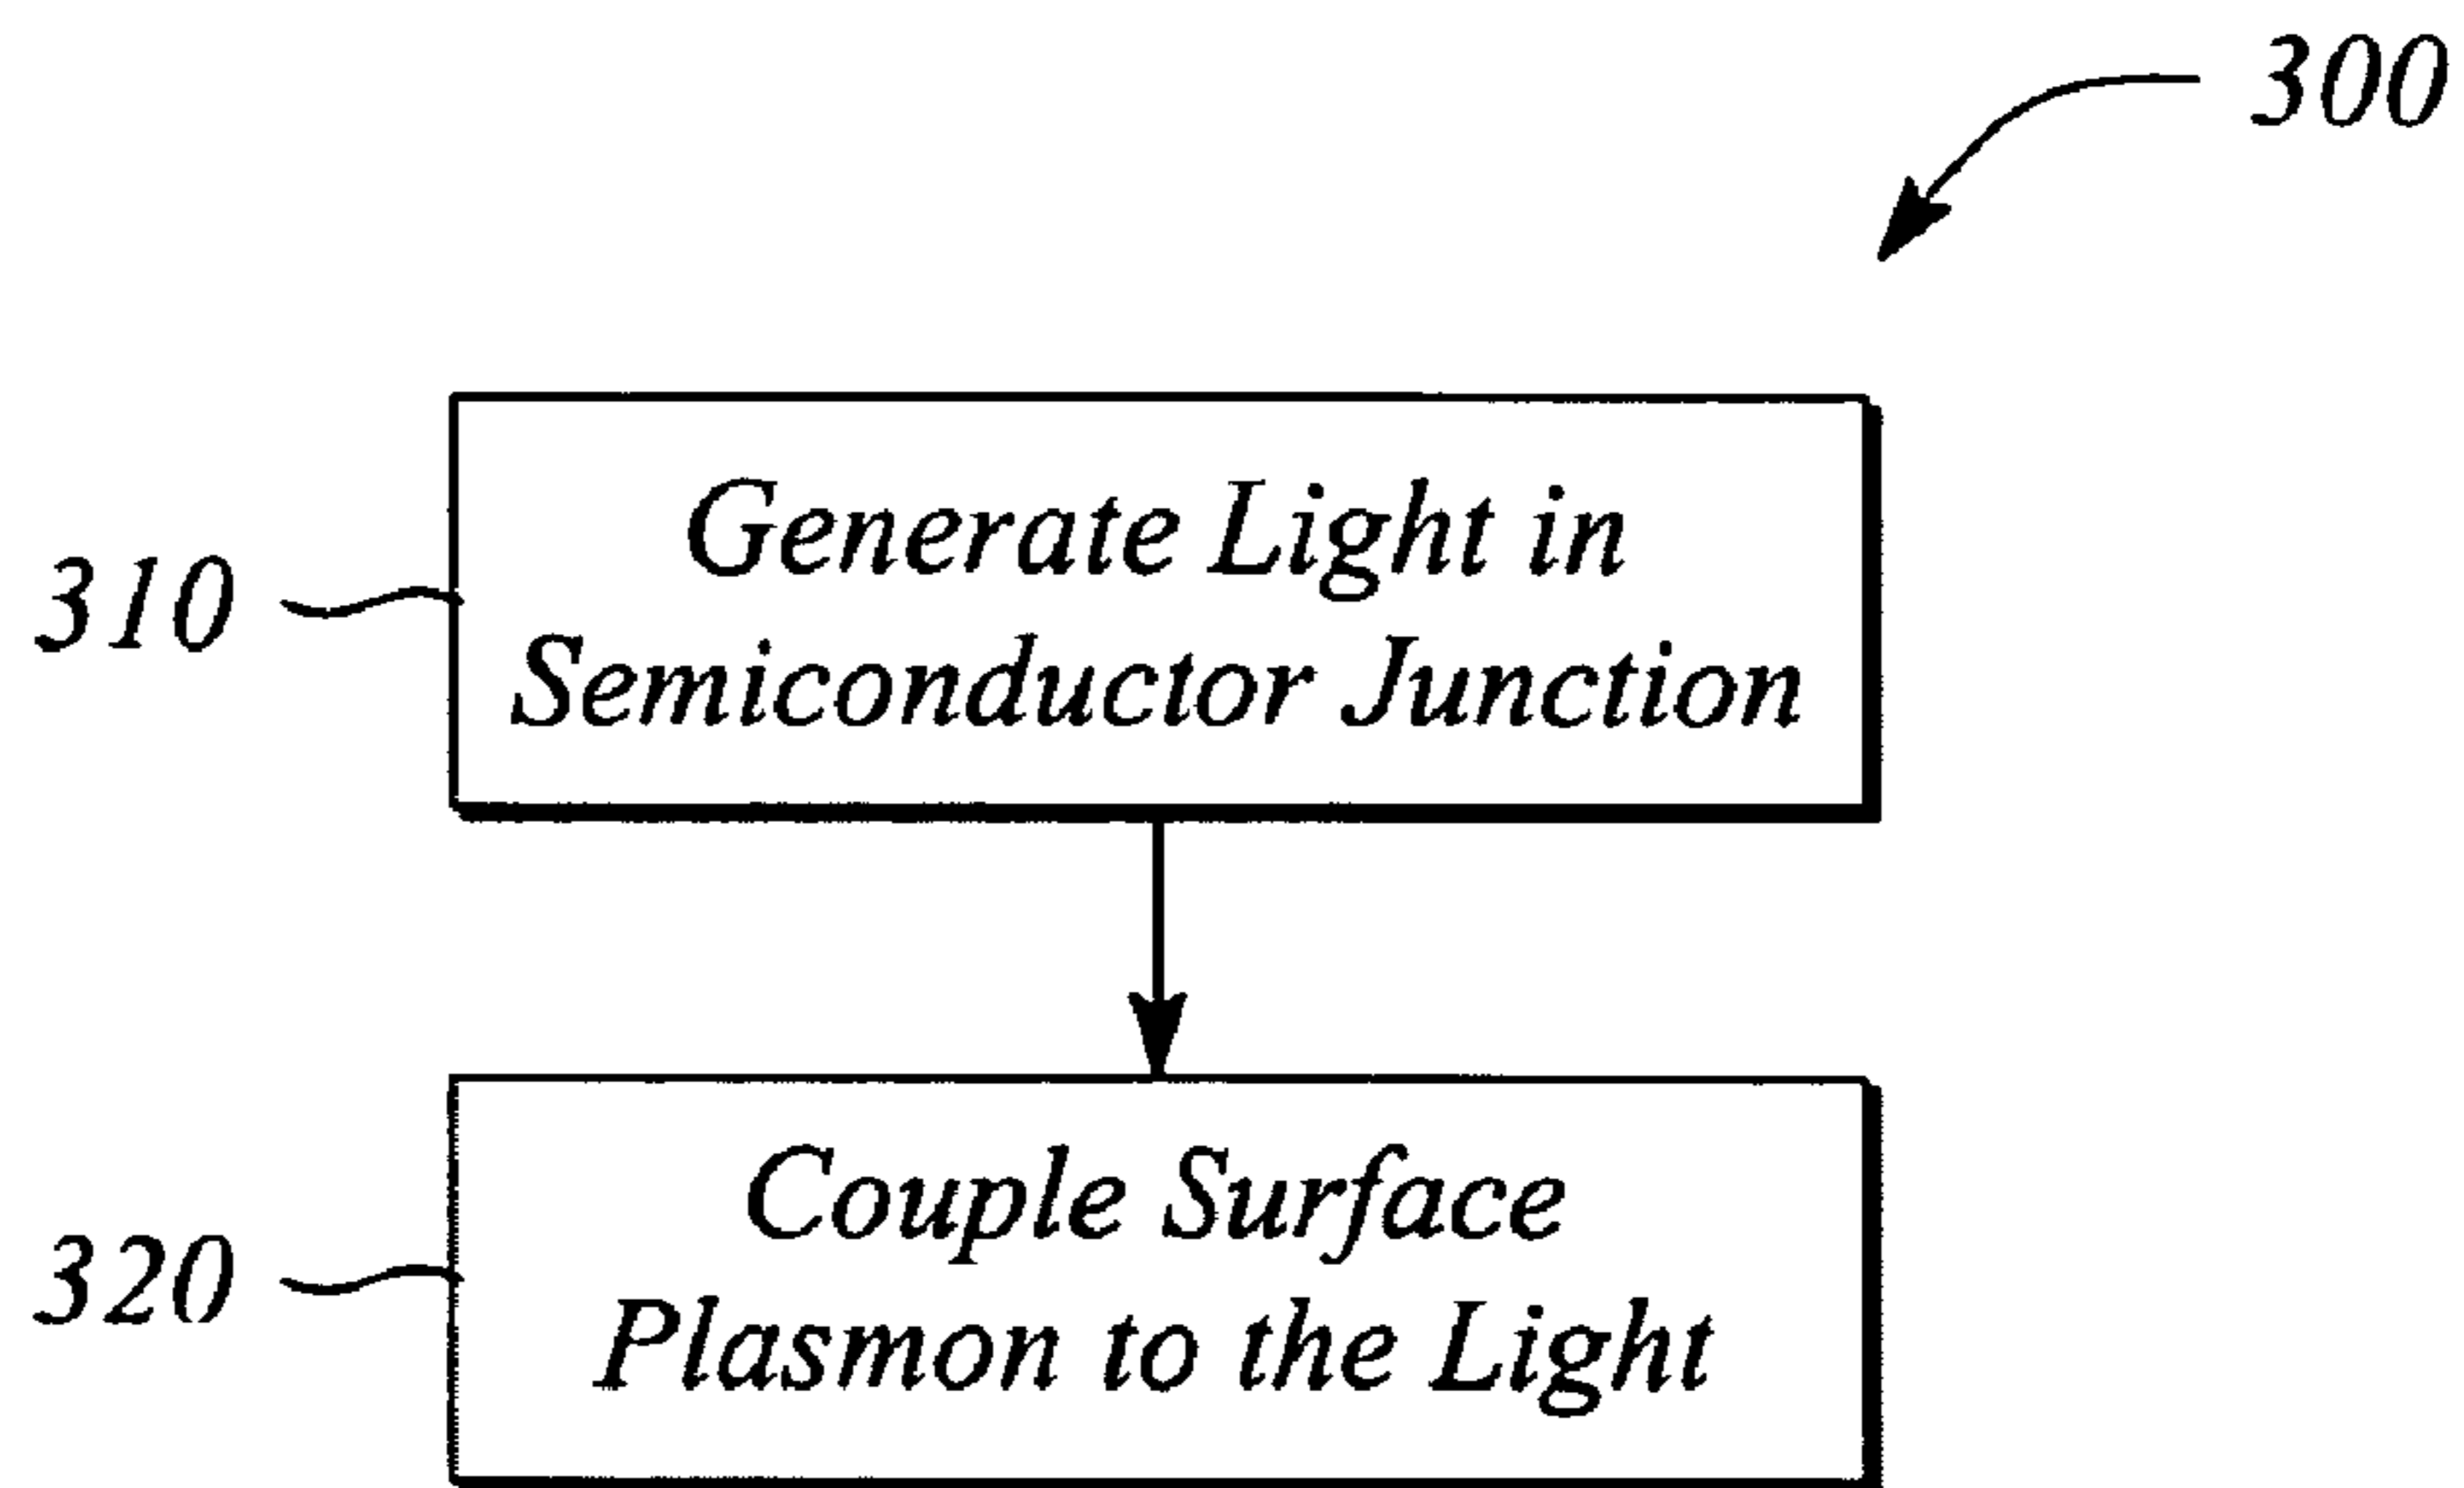 300
310
Generate Light in
Semiconductor Junction
320
Couple Surface
Plasmon to the Light